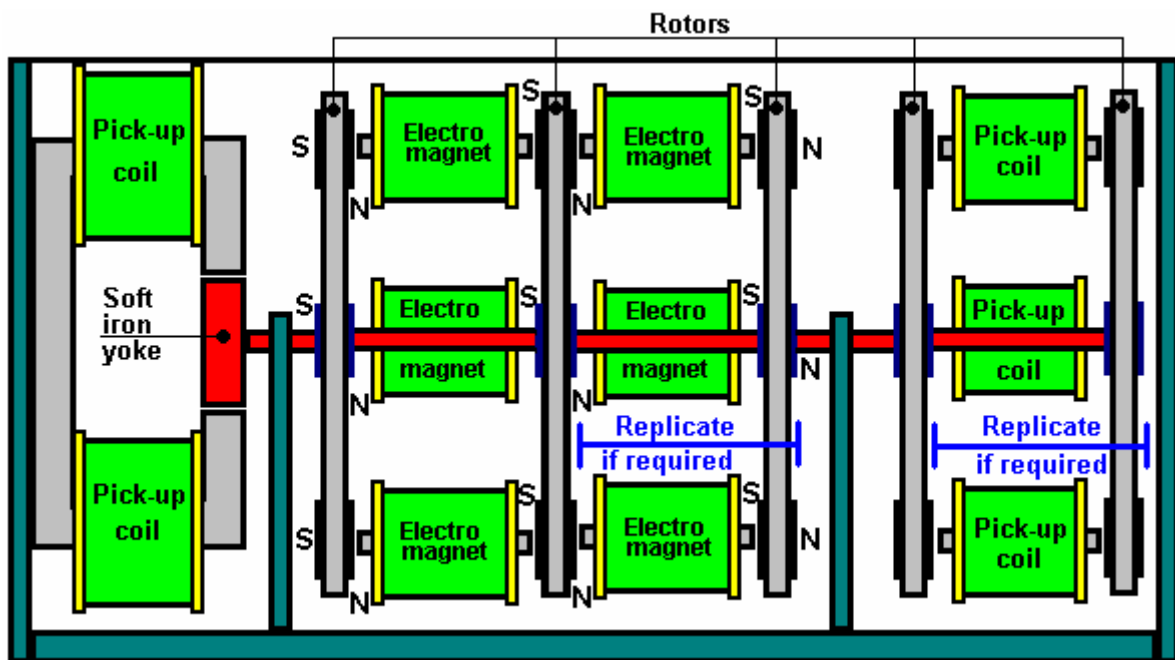 Rotors
Pick-up
coil
S
Electro
magnet
S
N
Electro
magnet
S
N
N
Pick-up
coil
Soft
iron
yoke
S
Electro
magnet
S
N
Electro
magnet
S
N
N
Pick-up
coil
Replicate
if required
Replicate
if required
Pick-up
coil
S
Electro
magnet
S
N
Electro
magnet
S
N
N
Pick-up
coil